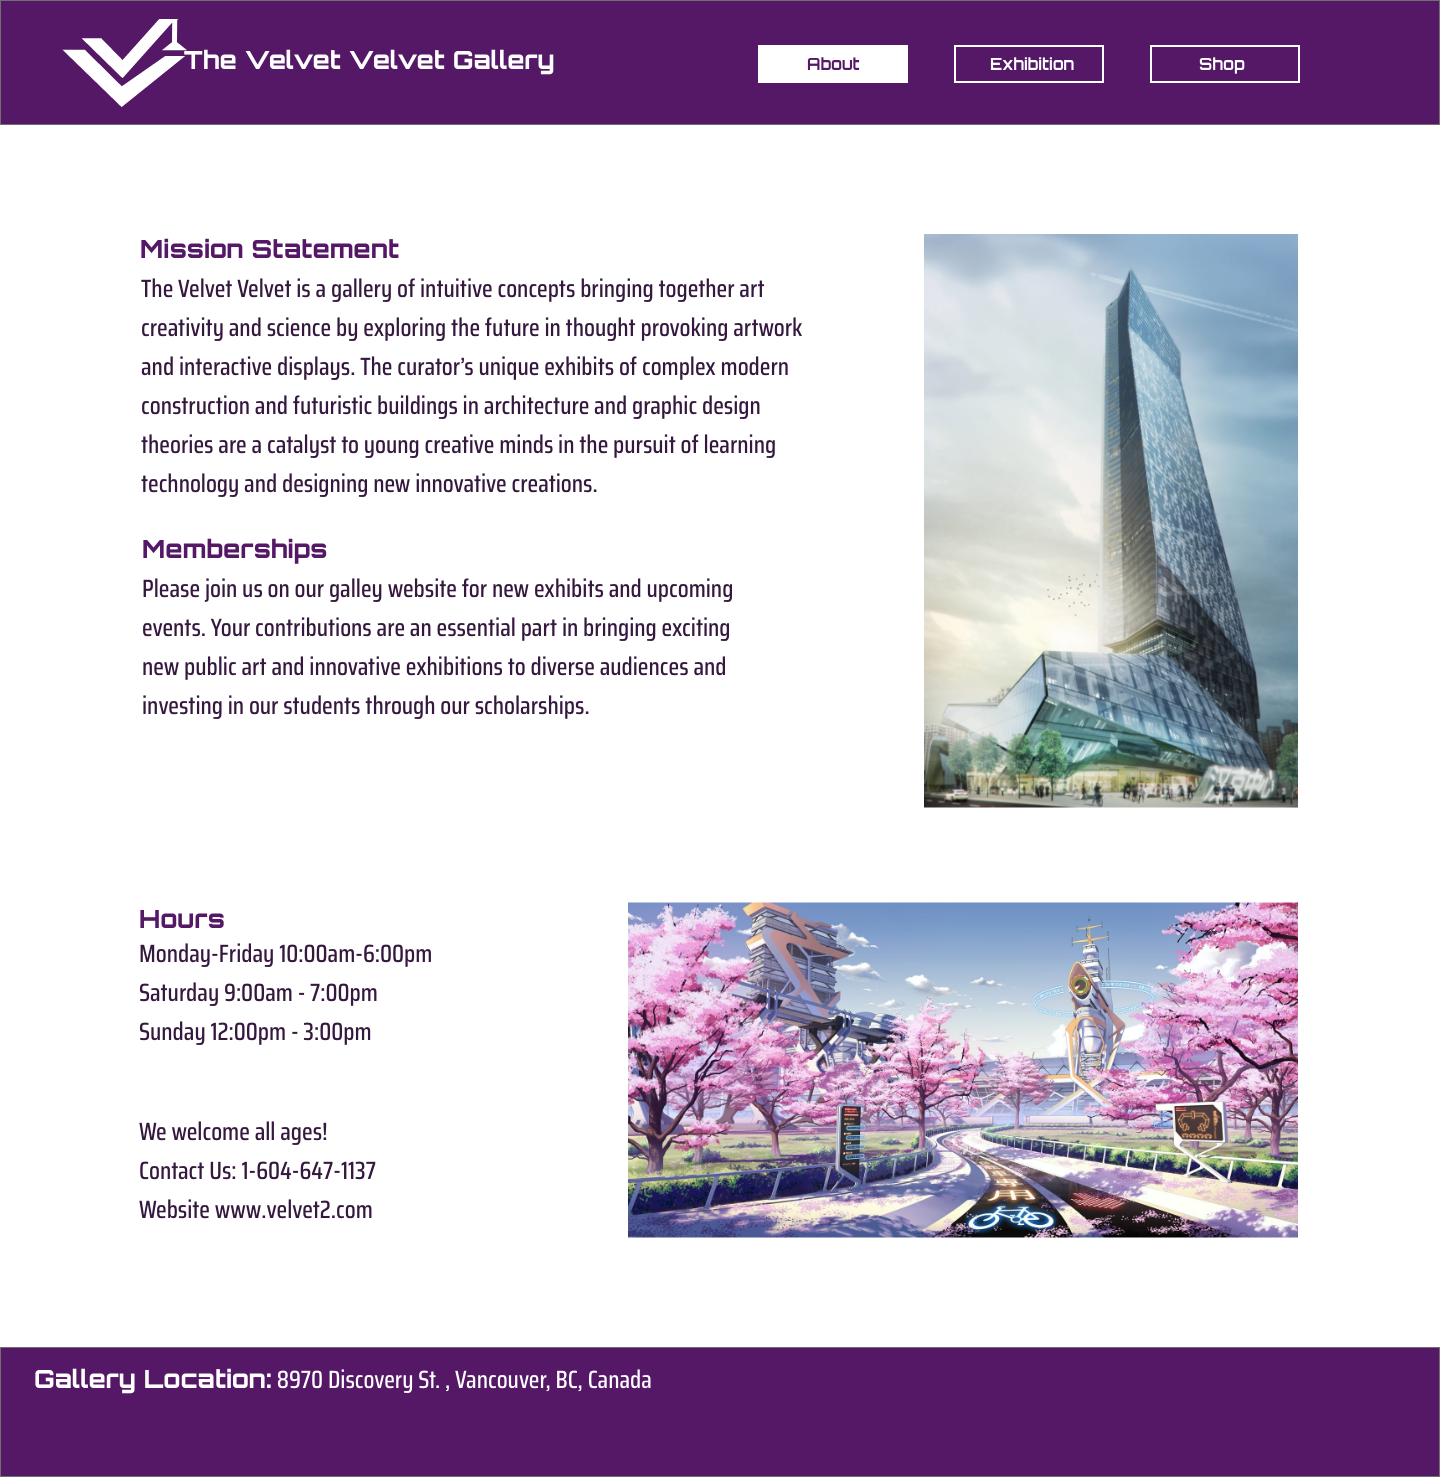 The Velvet Velvet Gallery
About
Exhibition
Shop
Mission Statement
The Velvet Velvet is a gallery of intuitive concepts bringing together art
creativity and science by exploring the future in thought provoking artwork
and interactive displays. The curator’s unique exhibits of complex modern
construction and futuristic buildings in architecture and graphic design
theories are a catalyst to young creative minds in the pursuit of learning
technology and designing new innovative creations.
Memberships
Please join us on our galley website for new exhibits and upcoming
events. Your contributions are an essential part in bringing exciting
new public art and innovative exhibitions to diverse audiences and
investing in our students through our scholarships.
Hours
Monday-Friday 10:00am-6:00pm
Saturday 9:00am - 7:00pm
Sunday 12:00pm - 3:00pm
We welcome all ages!
Contact Us: 1-604-647-1137
Website www.velvet2.com
用
Gallery Location: 8970 Discovery St. , Vancouver, BC, Canada